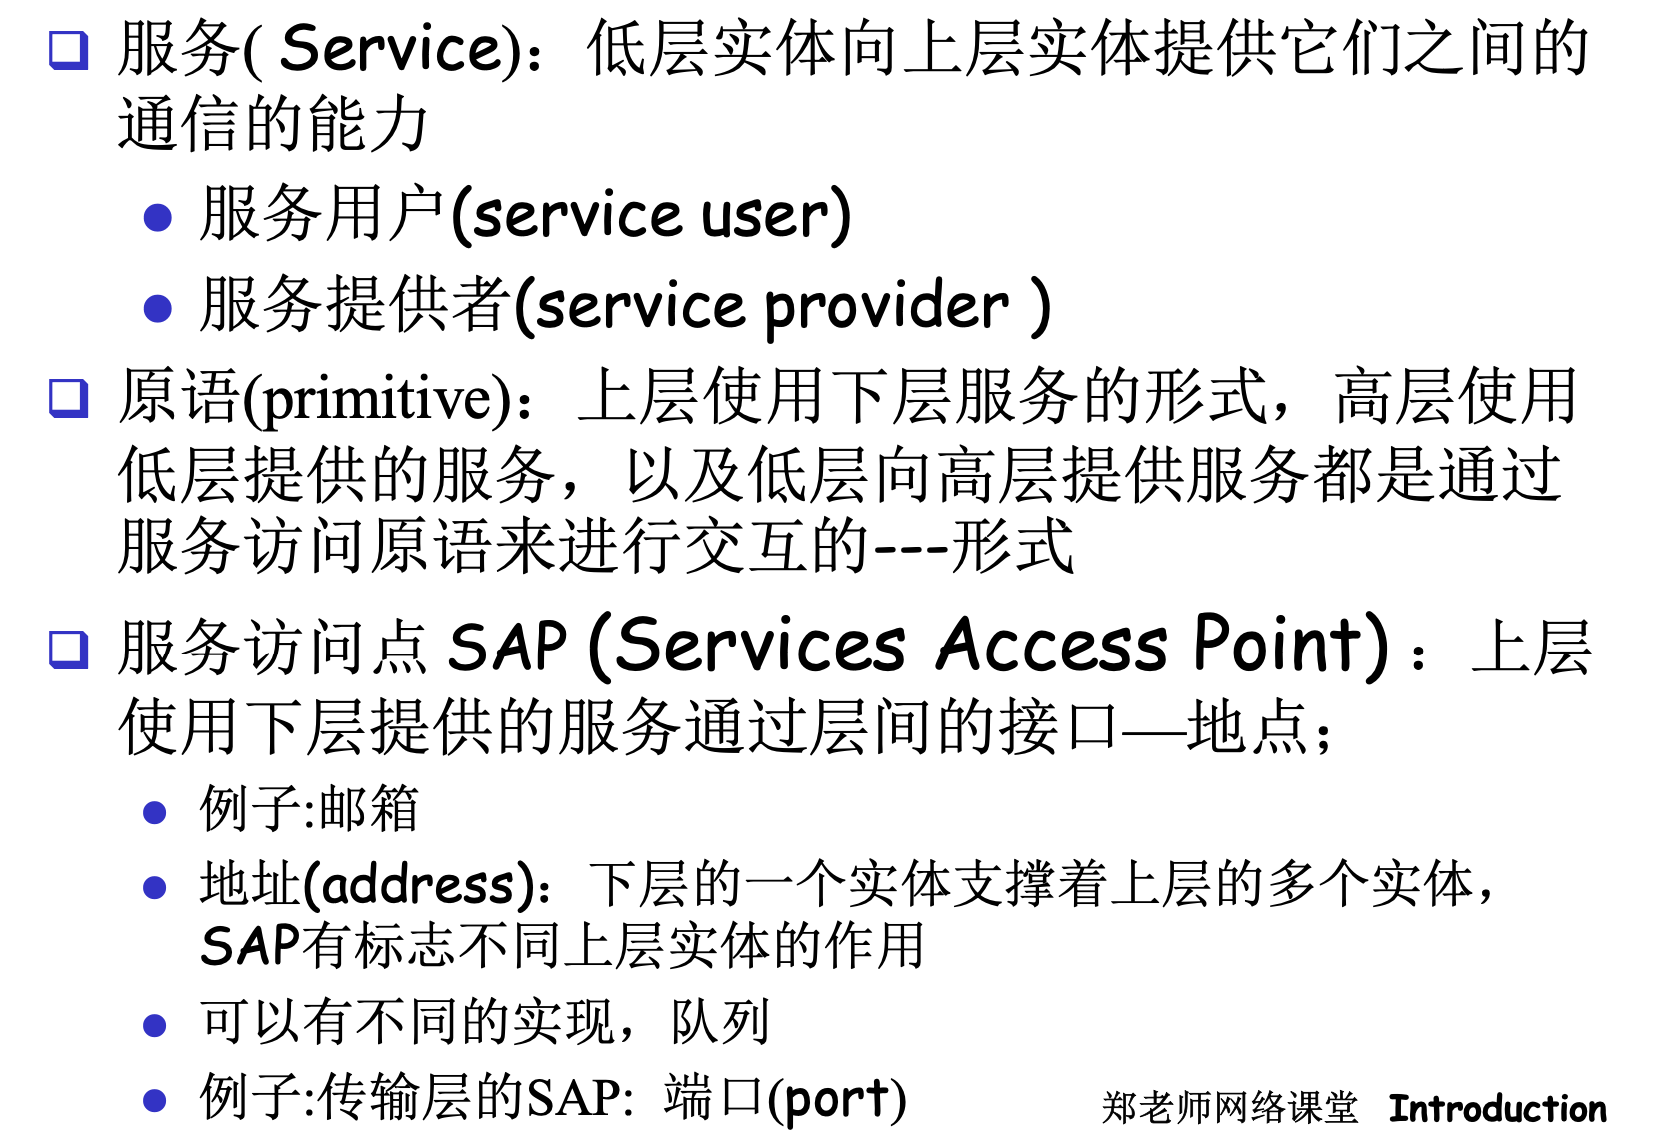 服务( Service)：低层实体向上层实体提供它们之间的
通信的能力
服务用户(service user)
服务提供者(service provider )
原语(primitive)：上层使用下层服务的形式，高层使用
低层提供的服务，以及低层向高层提供服务都是通过
服务访问原语来进行交互的---形式
服务访问点 SAP (Services Access Point) ：上层
使用下层提供的服务通过层间的接口—地点；
例子:邮箱
地址(address)：下层的一个实体支撑着上层的多个实体，
SAP有标志不同上层实体的作用
可以有不同的实现，队列
例子:传输层的SAP: 端口(port)
郑老师网络课堂 Introduction